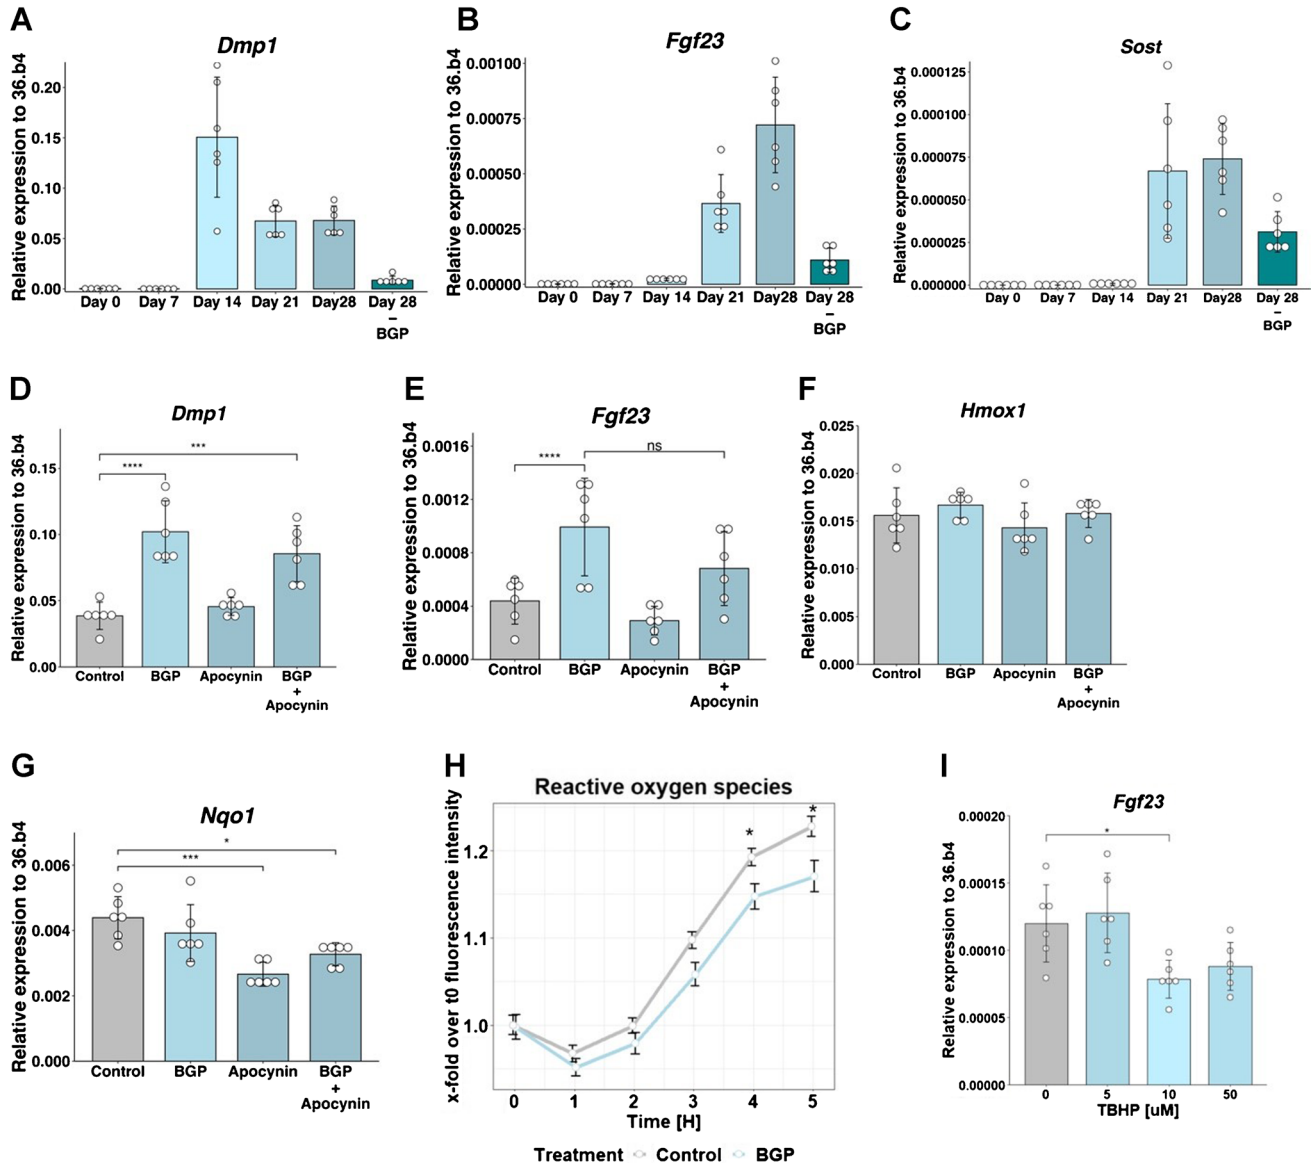 A
Dmp1
Relative expression to 36.b4
0.20
0.15
0.10
0.05
0.00
Day 0
Day 7
Day 14
Day 21
Day28
Day 28
–
BGP
B
Fgf23
Relative expression to 36.b4
0.00100
0.00075
0.00050
0.00025
0.00000
Day 0
Day 7
Day 14
Day 21
Day28
Day 28
–
BGP
C
Sost
Relative expression to 36.b4
0.000125
0.000100
0.000075
0.000050
0.000025
0.000000
Day 0
Day 7
Day 14
Day 21
Day28
Day 28
–
BGP
D
Dmp1
Relative expression to 36.b4
***
****
0.15
0.10
0.05
0.00
Control
BGP
Apocynin
BGP
+
Apocynin
E
Fgf23
Relative expression to 36.b4
ns
****
0.0016
0.0012
0.0008
0.0004
0.0000
Control
BGP
Apocynin
BGP
+
Apocynin
F
Hmox1
Relative expression to 36.b4
0.025
0.020
0.015
0.010
0.005
0.000
Control
BGP
Apocynin
BGP
+
Apocynin
G
Nqo1
Relative expression to 36.b4
*
***
0.006
0.004
0.002
0.000
Control
BGP
Apocynin
BGP
+
Apocynin
H
Reactive oxygen species
x-fold over t0 fluorescence intensity
*
*
1.2
1.1
1.0
0
1
2
3
4
5
Time [H]
Treatment Control BGP
I
Fgf23
Relative expression to 36.b4
*
0.00020
0.00015
0.00010
0.00005
0.00000
0
5
10
50
TBHP [uM]